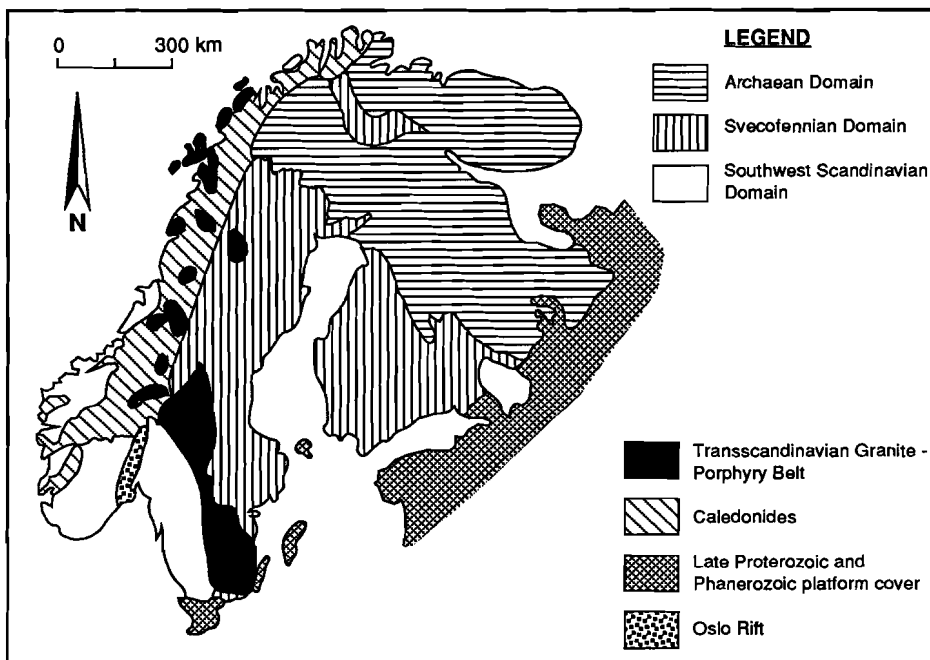 0 300 km
N
LEGEND
Archaean Domain
Svecofennian Domain
Southwest Scandinavian
Domain
Transscandinavian Granite -
Porphyry Belt
Caledonides
Late Proterozoic and
Phanerozoic platform cover
Oslo Rift